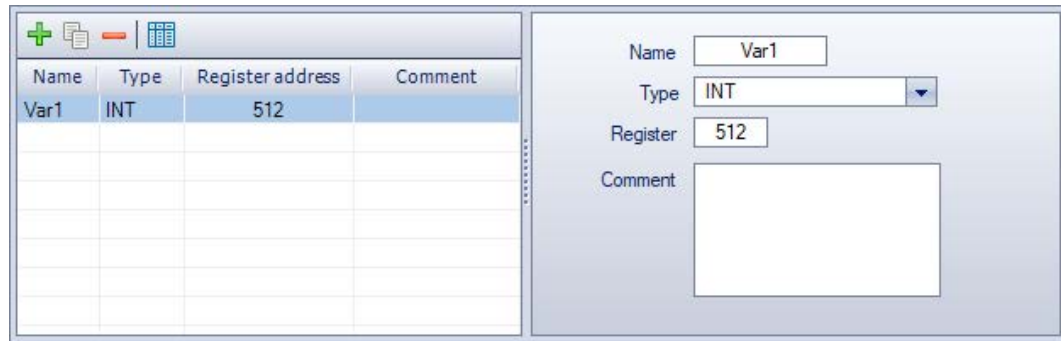 Name Type Register address Comment
Var1 INT 512
Name Var1
Type INT
Register 512
Comment